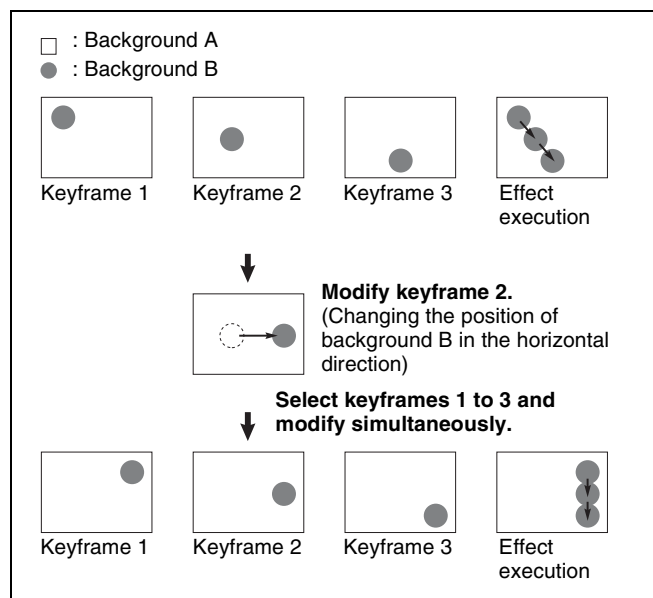 : Background A
: Background B
Keyframe 1
Keyframe 2
Keyframe 3
Effect
execution
Modify keyframe 2.
(Changing the position of
background B in the horizontal
direction)
Select keyframes 1 to 3 and
modify simultaneously.
Keyframe 1
Keyframe 2
Keyframe 3
Effect
execution